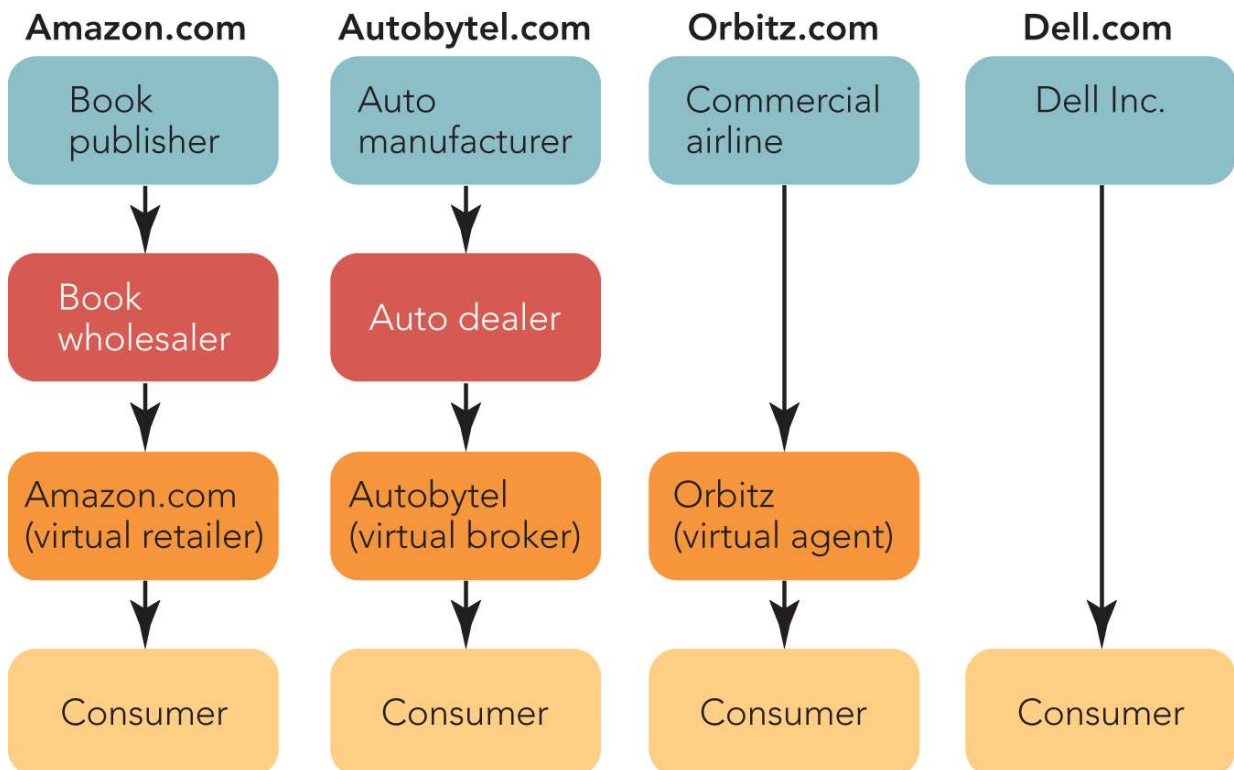 Amazon.com
Autobytel.com
Orbitz.com
Dell.com
Book
publisher
Auto
manufacturer
Commercial
airline
Dell Inc.
Book
wholesaler
Auto dealer
Amazon.com
(virtual retailer)
Autobytel
(virtual broker)
Orbitz
(virtual agent)
Consumer
Consumer
Consumer
Consumer